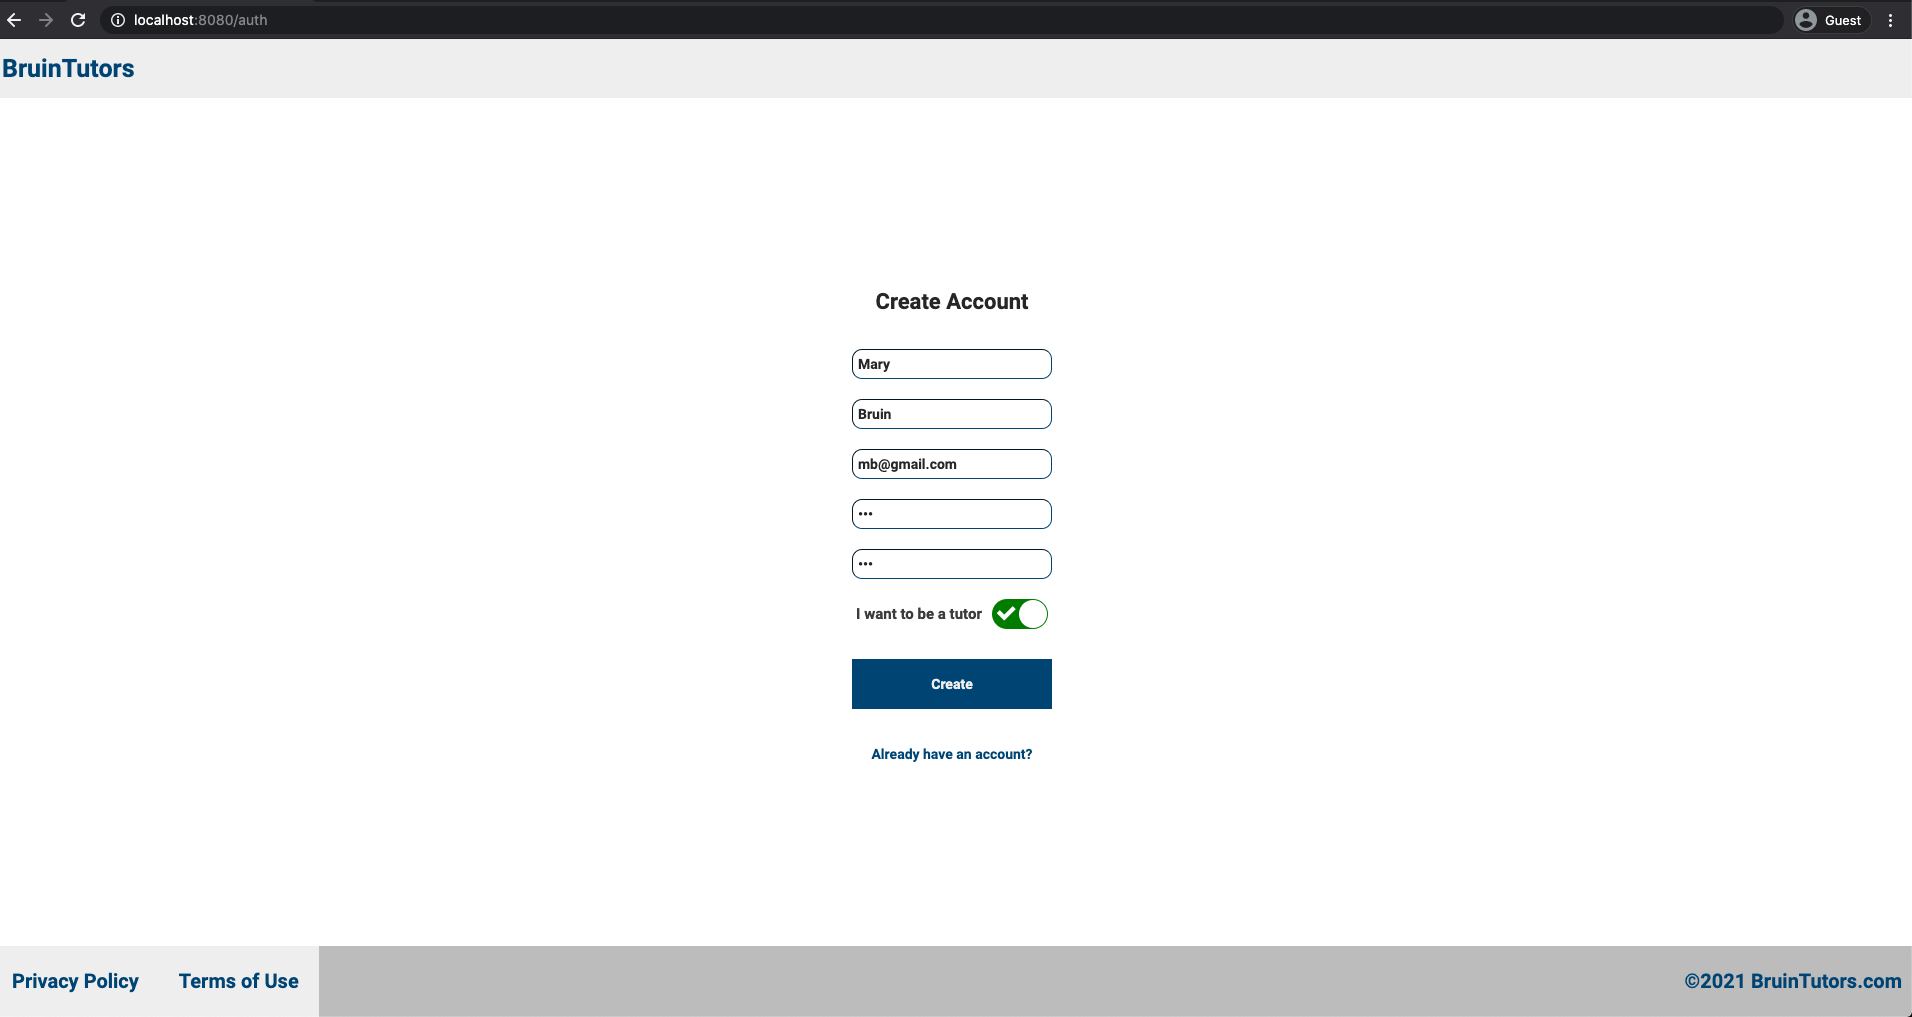 localhost:8080/auth
Guest
BruinTutors
Create Account
Mary
Bruin
mb@gmail.com
•••
•••
I want to be a tutor
Create
Already have an account?
Privacy Policy Terms of Use ©2021 BruinTutors.com